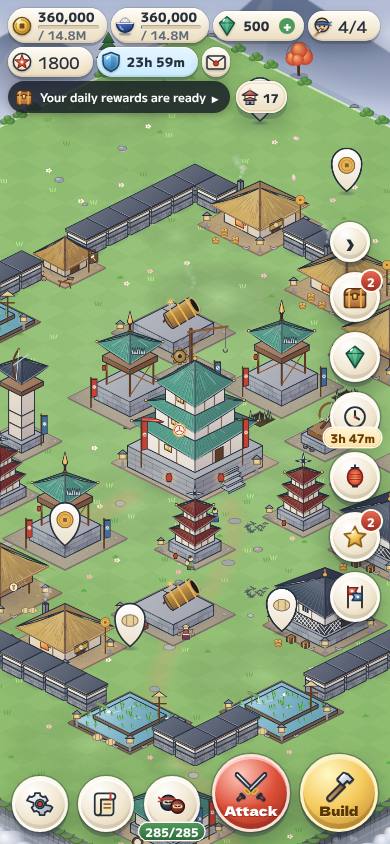 360,000
/ 14.8M
360,000
/ 14.8M
500
4/4
1800
23h 59m
Your daily rewards are ready ▸
17
2
3h 47m
2
285/285
Attack
Build